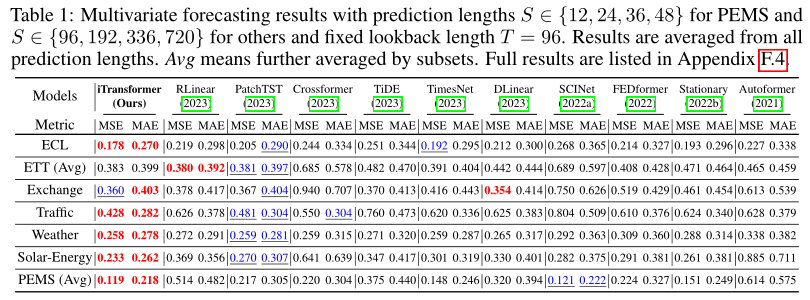 Table 1: Multivariate forecasting results with prediction lengths S ∈ {12, 24, 36, 48} for PEMS and
S ∈ {96, 192, 336, 720} for others and fixed lookback length T = 96. Results are averaged from all
prediction lengths. Avg means further averaged by subsets. Full results are listed in Appendix F.4.
Models iTransformer RLinear PatchTST Crossformer TiDE TimesNet DLinear SCINet FEDformer Stationary Autoformer
(Ours) (2023) (2023) (2023) (2023) (2023) (2023) (2022a) (2022) (2022b) (2021)
Metric MSE MAE MSE MAE MSE MAE MSE MAE MSE MAE MSE MAE MSE MAE MSE MAE MSE MAE MSE MAE MSE MAE
ECL 0.178 0.270 0.219 0.298 0.205 0.290 0.244 0.334 0.251 0.344 0.192 0.295 0.212 0.300 0.268 0.365 0.214 0.327 0.193 0.296 0.227 0.338
ETT (Avg) 0.383 0.399 0.380 0.392 0.381 0.397 0.685 0.578 0.482 0.470 0.391 0.404 0.442 0.444 0.689 0.597 0.408 0.428 0.471 0.464 0.465 0.459
Exchange 0.360 0.403 0.378 0.417 0.367 0.404 0.940 0.707 0.370 0.413 0.416 0.443 0.354 0.414 0.750 0.626 0.519 0.429 0.461 0.454 0.613 0.539
Traffic 0.428 0.282 0.626 0.378 0.481 0.304 0.550 0.304 0.760 0.473 0.620 0.336 0.625 0.383 0.804 0.509 0.610 0.376 0.624 0.340 0.628 0.379
Weather 0.258 0.278 0.272 0.291 0.259 0.281 0.259 0.315 0.271 0.320 0.259 0.287 0.265 0.317 0.292 0.363 0.309 0.360 0.288 0.314 0.338 0.382
Solar-Energy 0.233 0.262 0.369 0.356 0.270 0.307 0.641 0.639 0.347 0.417 0.301 0.319 0.330 0.401 0.282 0.375 0.291 0.381 0.261 0.381 0.885 0.711
PEMS (Avg) 0.119 0.218 0.514 0.482 0.217 0.305 0.220 0.304 0.375 0.440 0.148 0.246 0.320 0.394 0.121 0.222 0.224 0.327 0.151 0.249 0.614 0.575